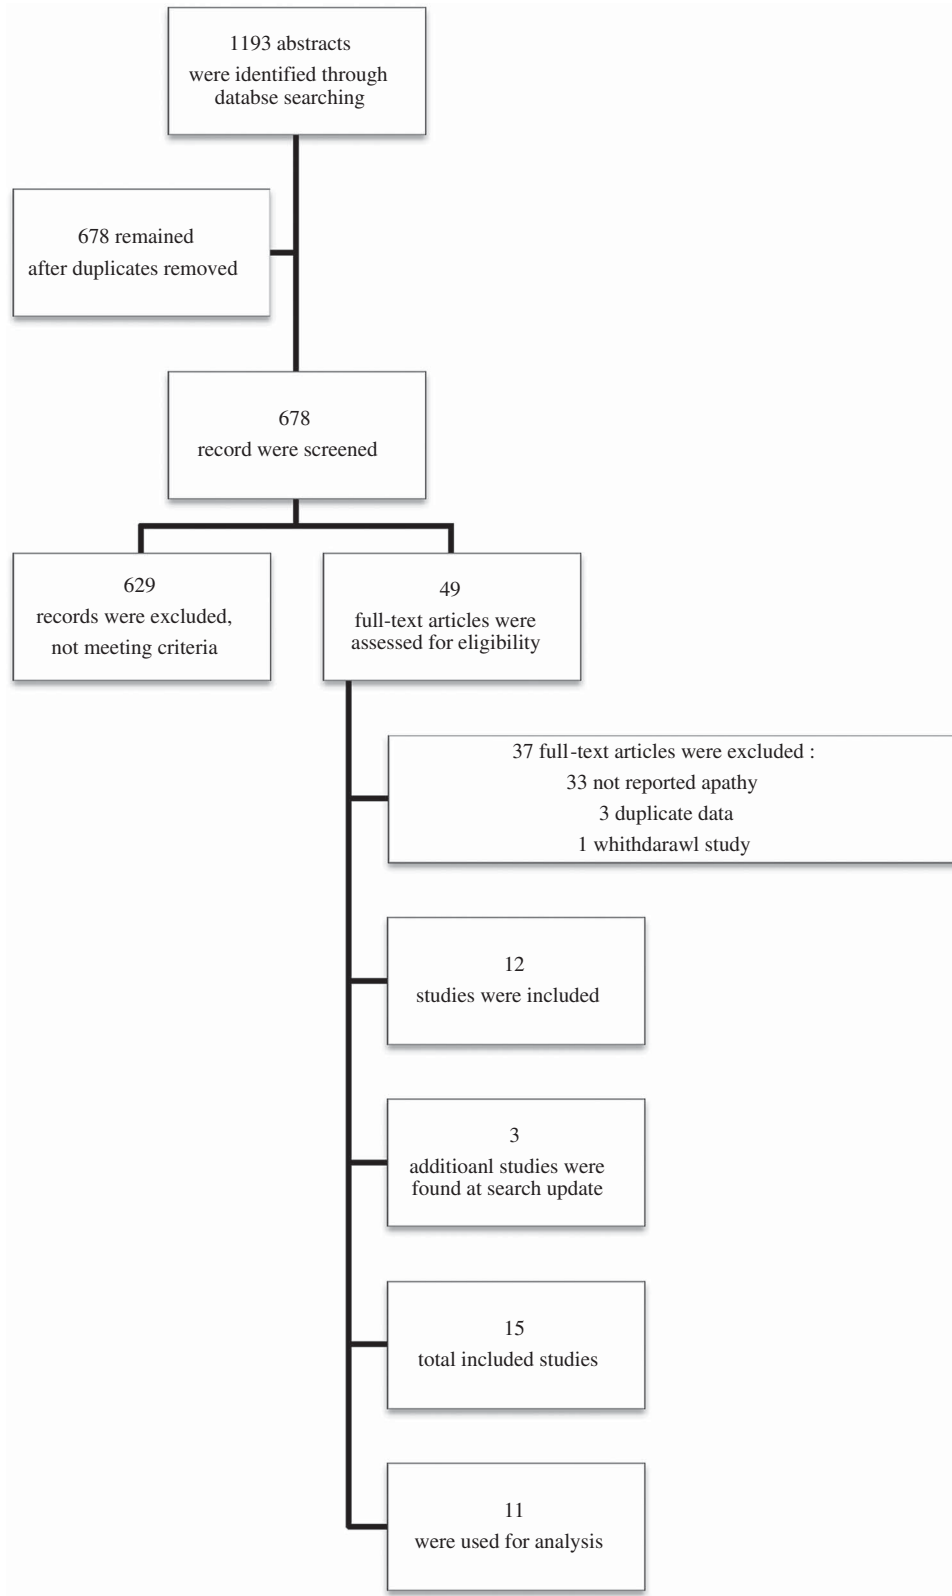 1193 abstracts
were identified through
databse searching
678 remained
after duplicates removed
678
record were screened
629
records were excluded,
not meeting criteria
49
full-text articles were
assessed for eligibility
37 full-text articles were excluded :
33 not reported apathy
3 duplicate data
1 whithdarawl study
12
studies were included
3
additioanl studies were
found at search update
15
total included studies
11
were used for analysis